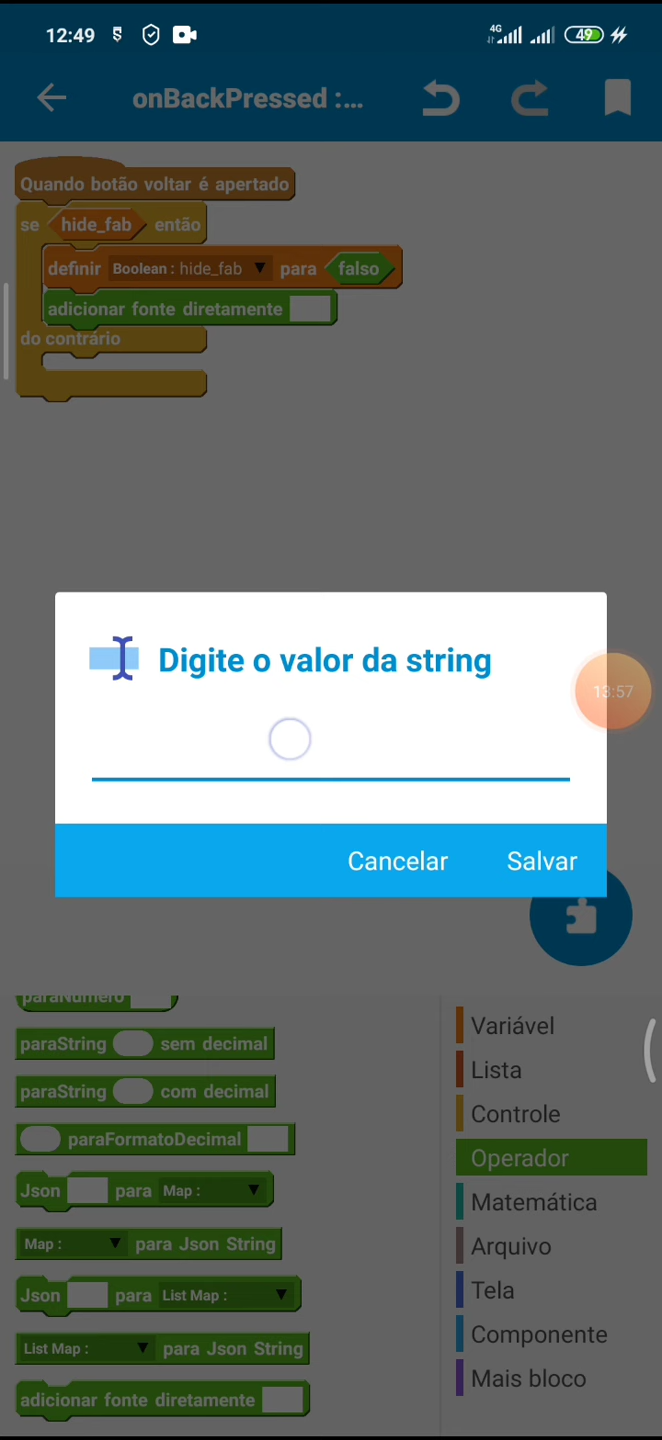 12:49
4G
49
onBackPressed :...
Quando botão voltar é apertado
se hide_fab então
definir Boolean : hide_fab para falso
adicionar fonte diretamente
do contrário
Digite o valor da string
13:57
Cancelar Salvar
paraNúmero
paraString sem decimal
paraString com decimal
paraFormatoDecimal
Json para Map :
Map : para Json String
Json para List Map :
List Map : para Json String
adicionar fonte diretamente
Variável
Lista
Controle
Operador
Matemática
Arquivo
Tela
Componente
Mais bloco